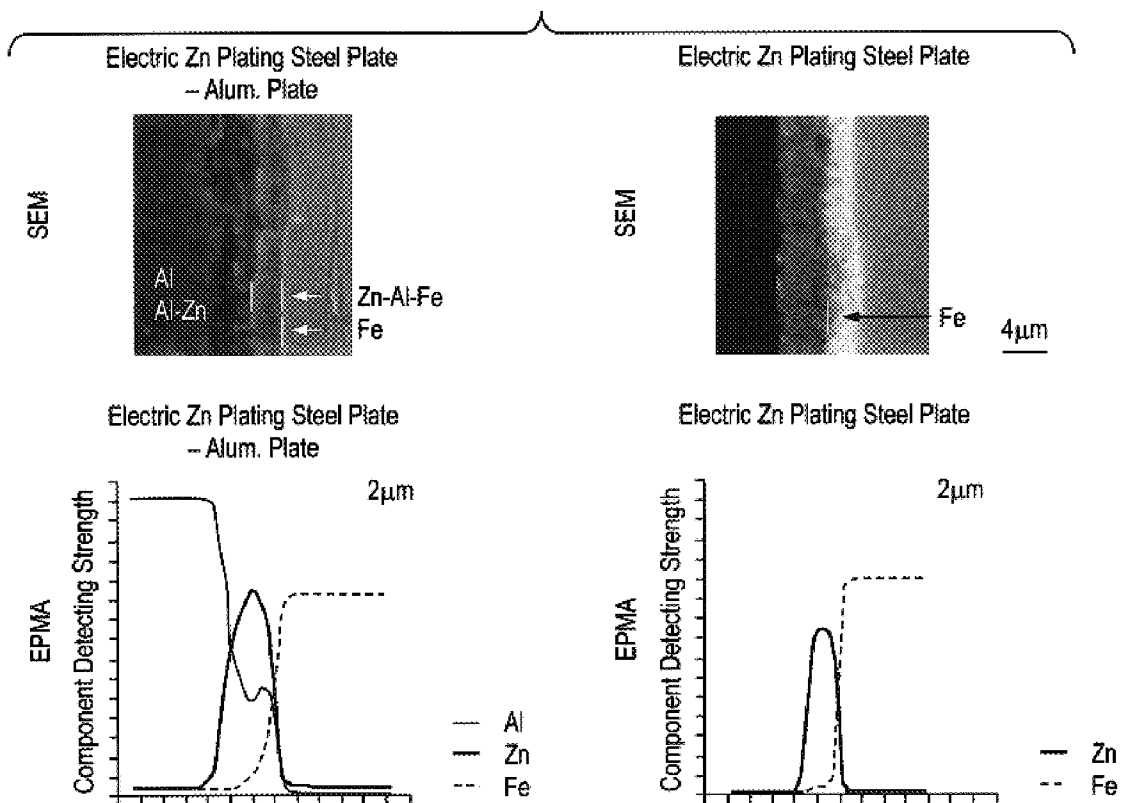 Electric Zn Plating Steel Plate
– Alum. Plate
Electric Zn Plating Steel Plate
SEM
Al
Al-Zn
Zn-Al-Fe
Fe
SEM
Fe
4μm
Electric Zn Plating Steel Plate
– Alum. Plate
Electric Zn Plating Steel Plate
EPMA
Component Detecting Strength
2μm
Al
Zn
Fe
EPMA
Component Detecting Strength
2μm
Zn
Fe